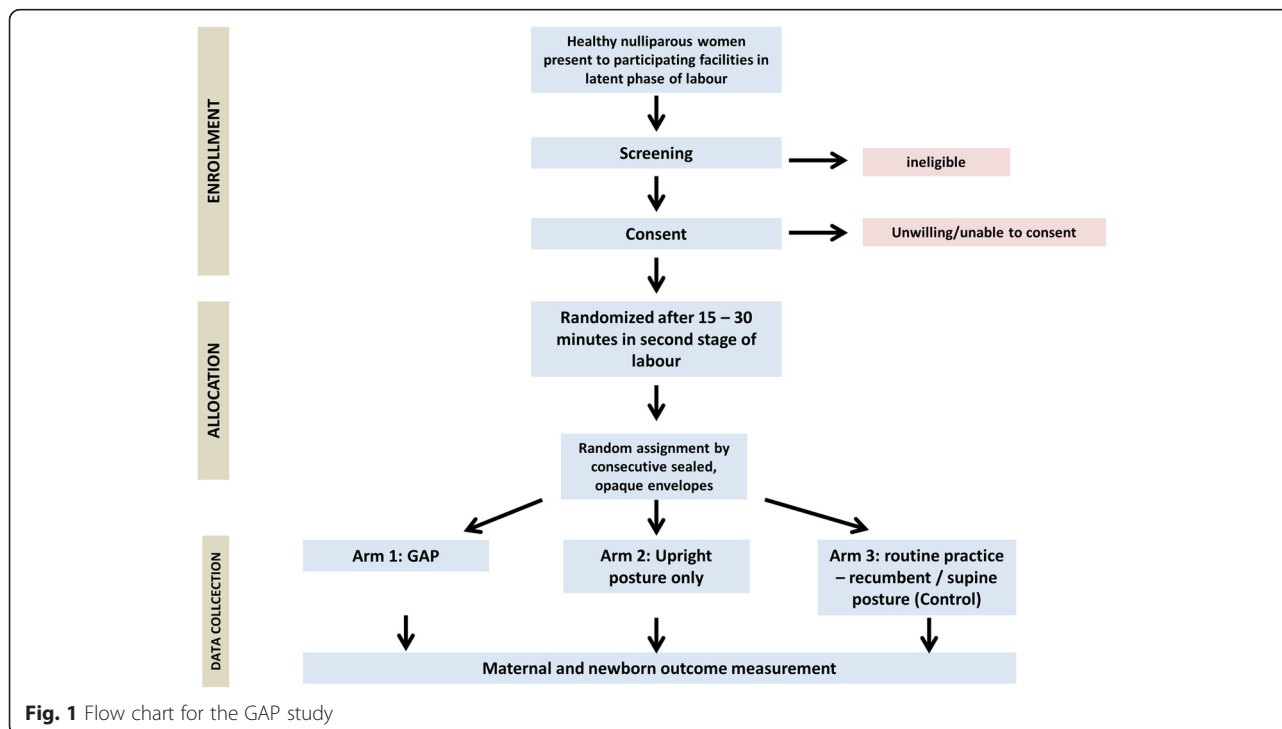 ENROLLMENT
Healthy nulliparous women
present to participating facilities in
latent phase of labour
Screening
ineligible
Consent
Unwilling/unable to consent
ALLOCATION
Randomized after 15 – 30
minutes in second stage of
labour
Random assignment by
consecutive sealed,
opaque envelopes
DATA COLLCECTION
Arm 1: GAP
Arm 2: Upright
posture only
Arm 3: routine practice
– recumbent / supine
posture (Control)
Maternal and newborn outcome measurement
Fig. 1 Flow chart for the GAP study